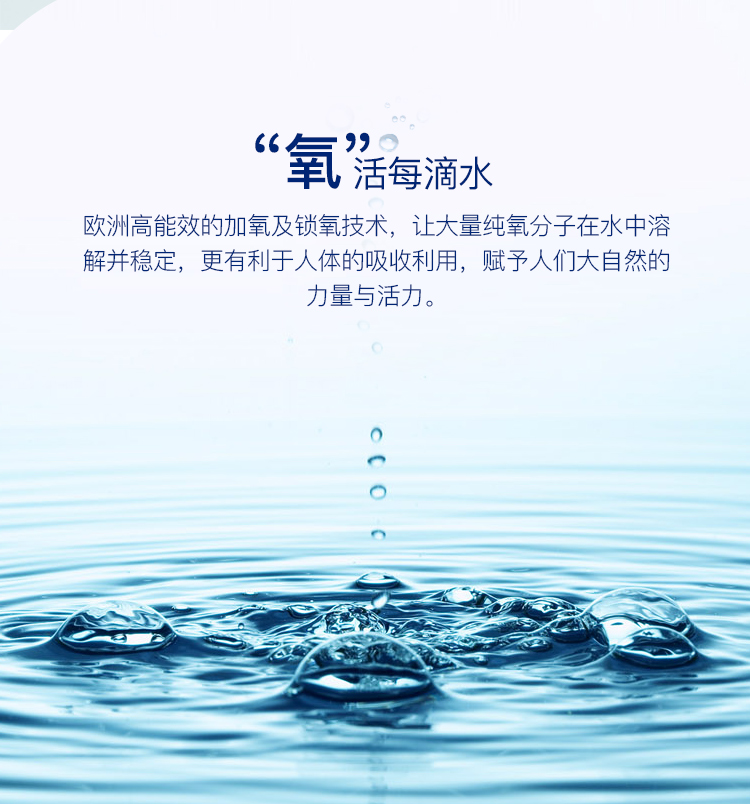 “氧”活每滴水
欧洲高能效的加氧及锁氧技术，让大量纯氧分子在水中溶
解并稳定，更有利于人体的吸收利用，赋予人们大自然的
力量与活力。